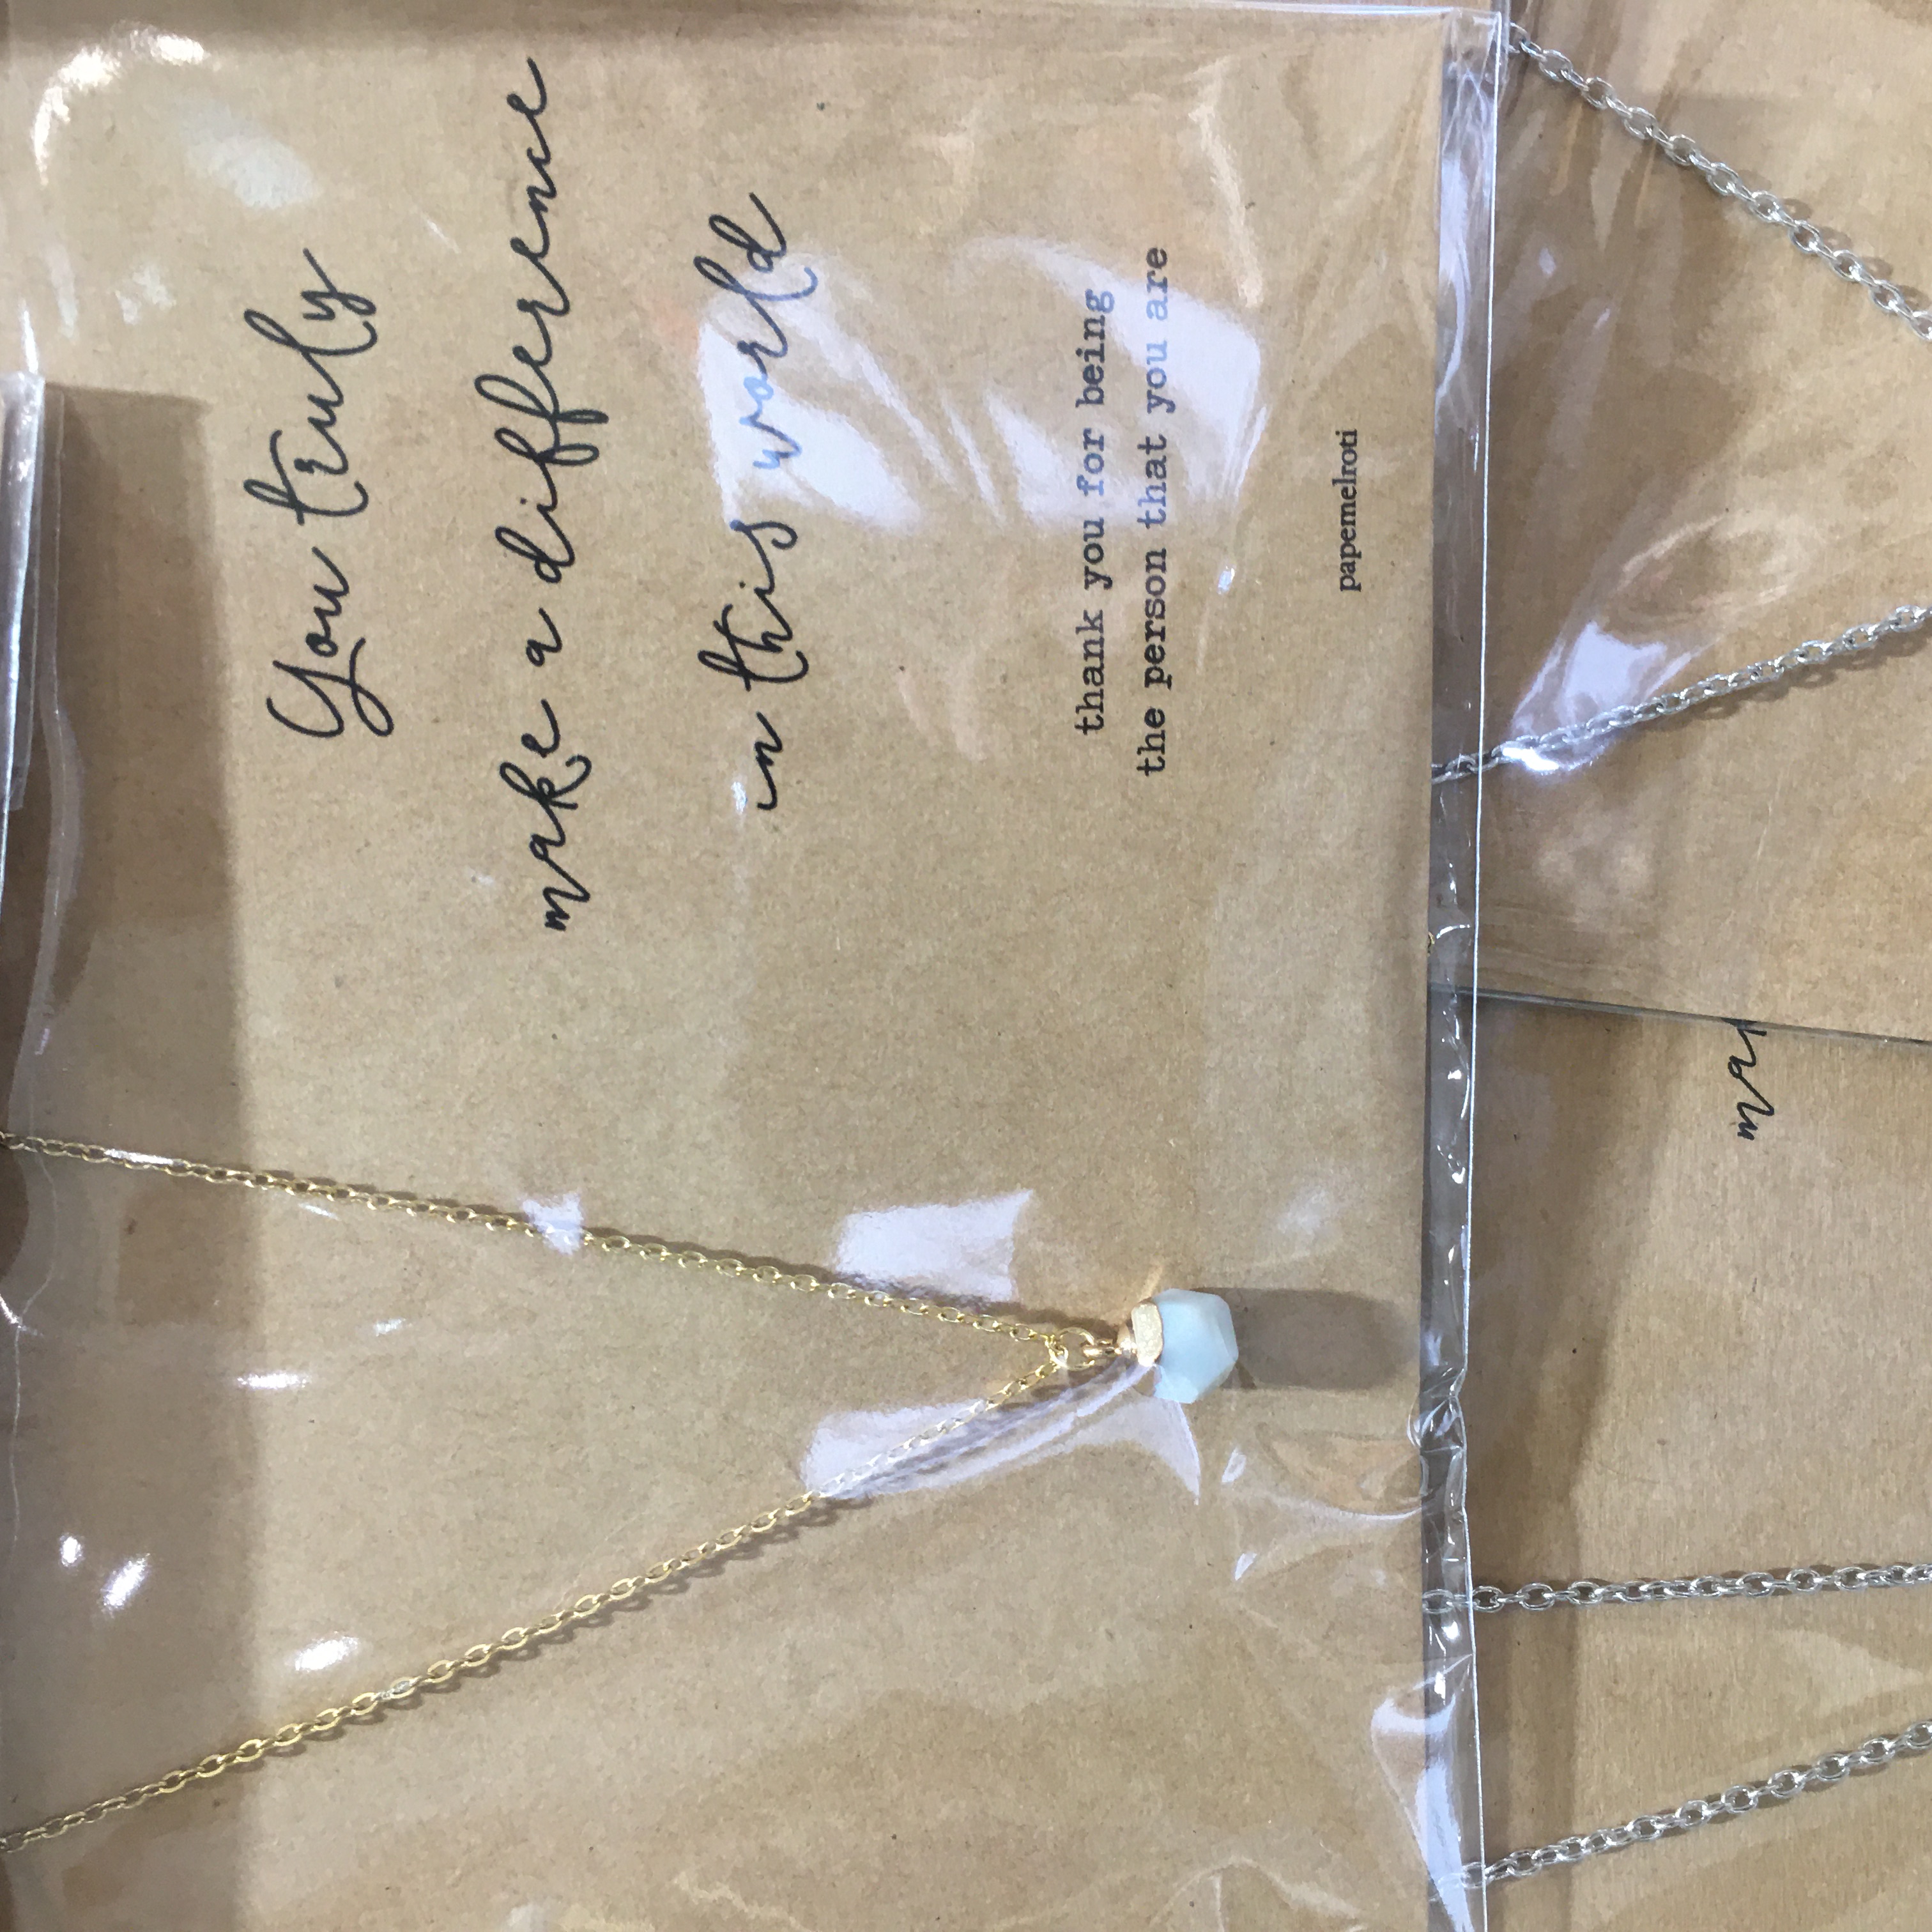 You truly
make a difference
in this world
thank you for being
the person that you are
papemelroti